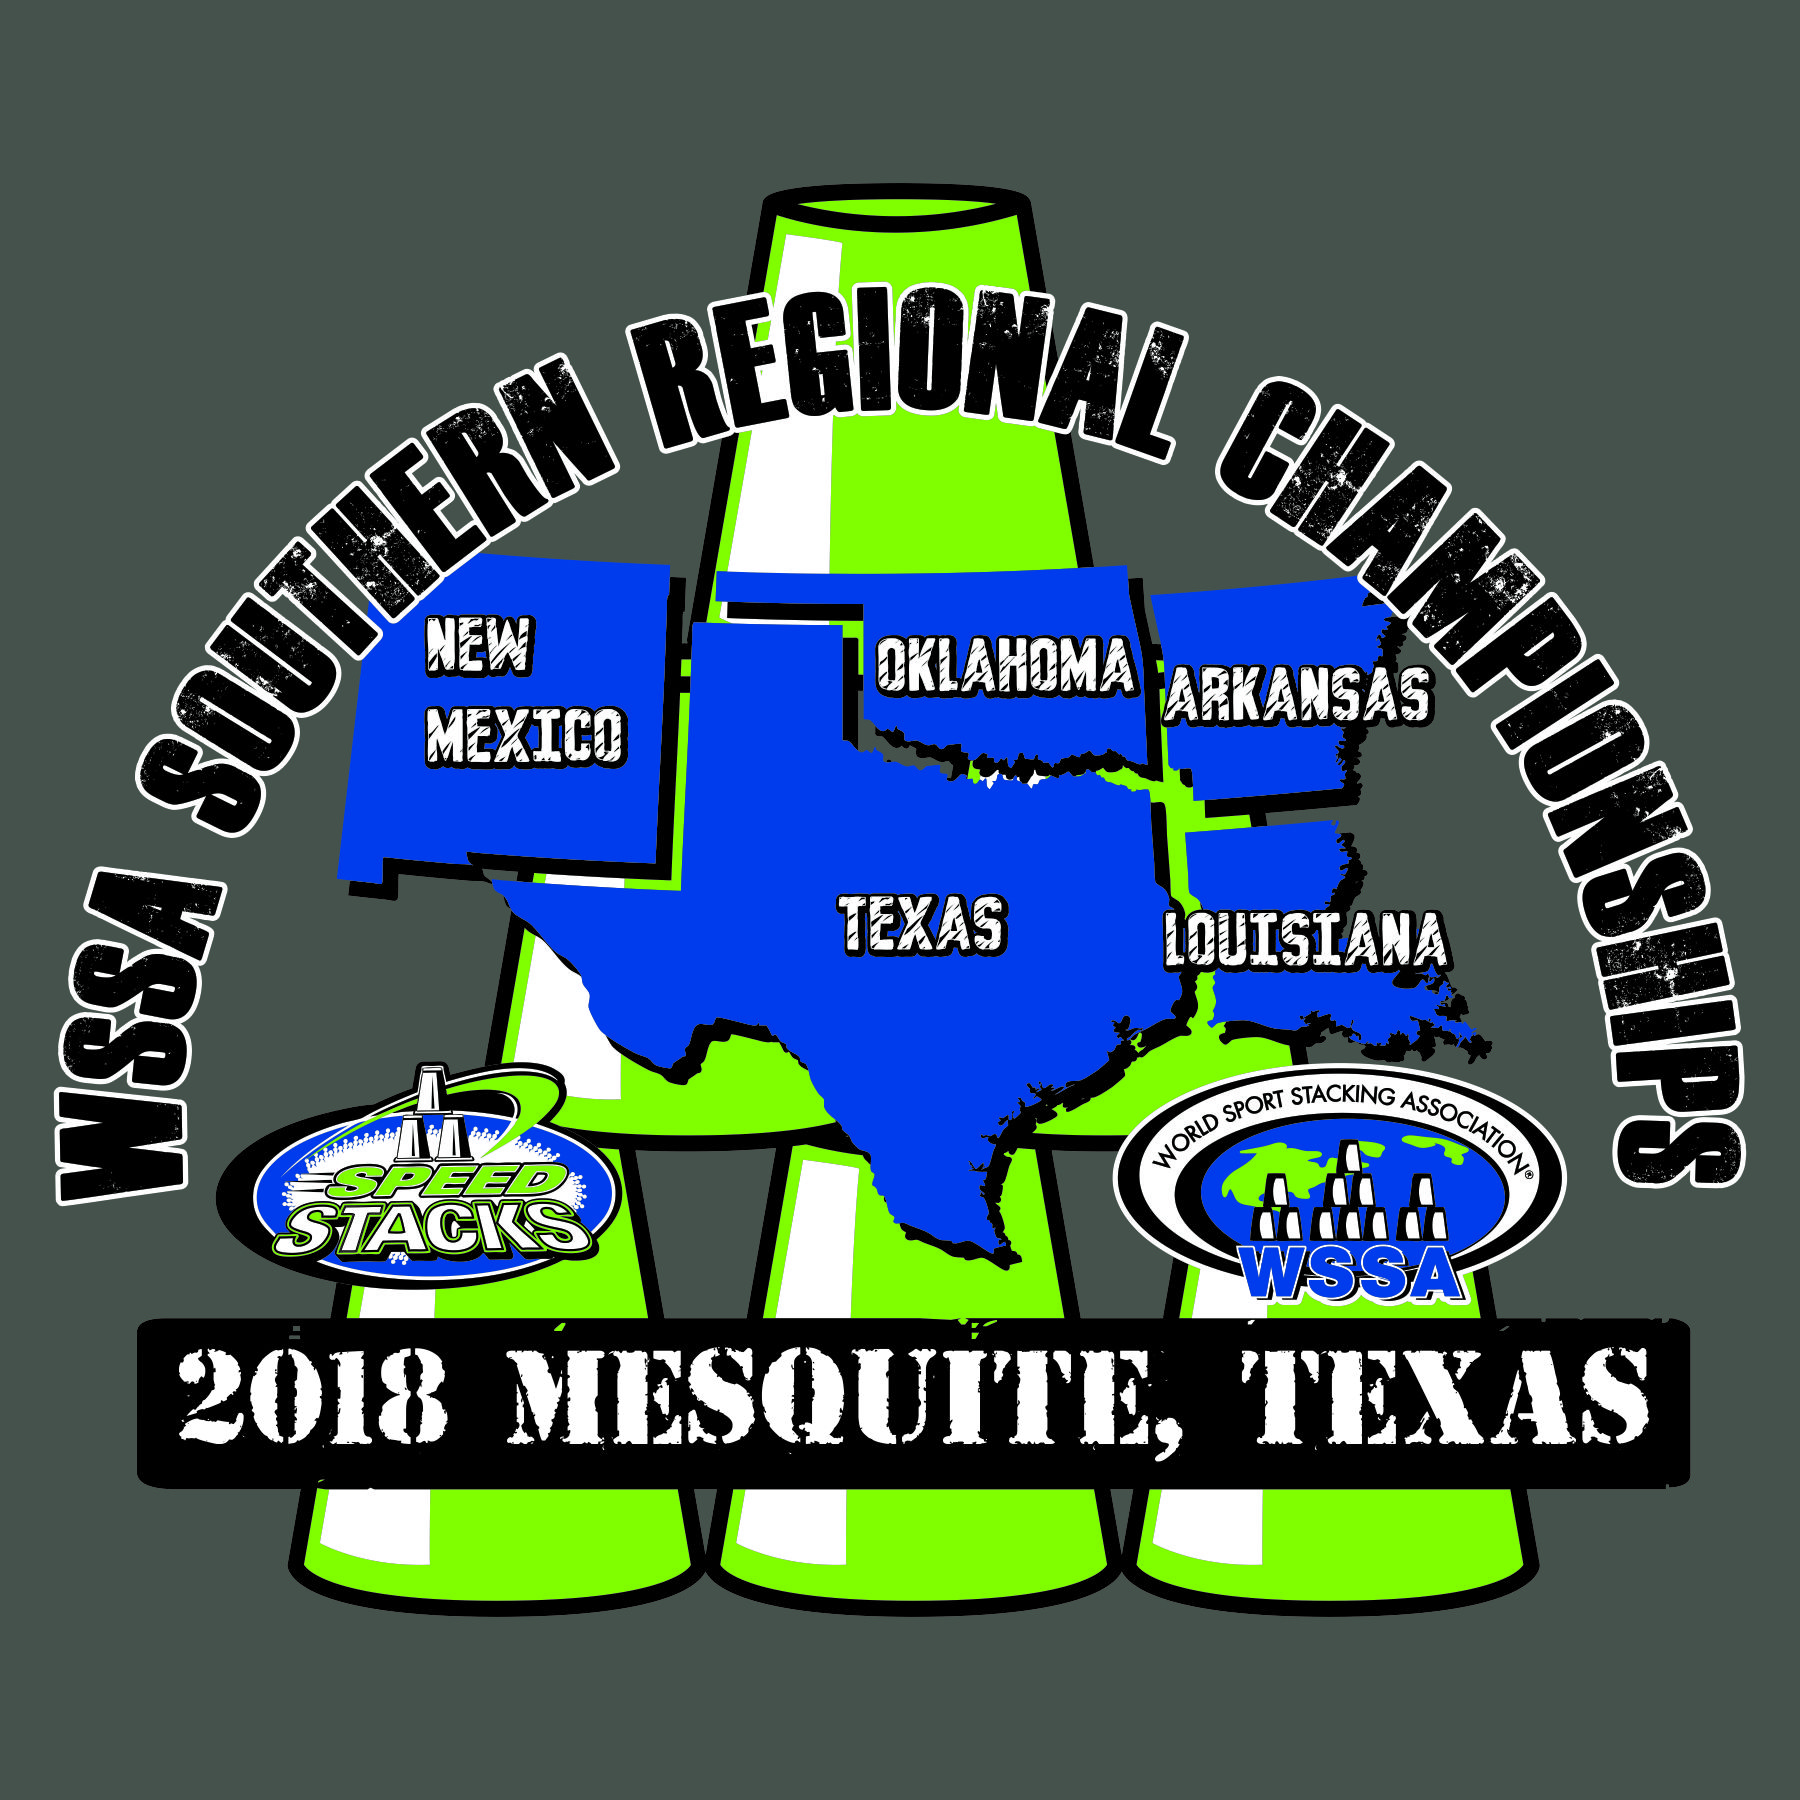 WSSA SOUTHERN REGIONAL CHAMPIONSHIPS
NEW
MEXICO
OKLAHOMA
ARKANSAS
TEXAS
LOUISIANA
SPEED
STACKS
WORLD SPORT STACKING ASSOCIATION®
WSSA
2018 MESQUITE, TEXAS